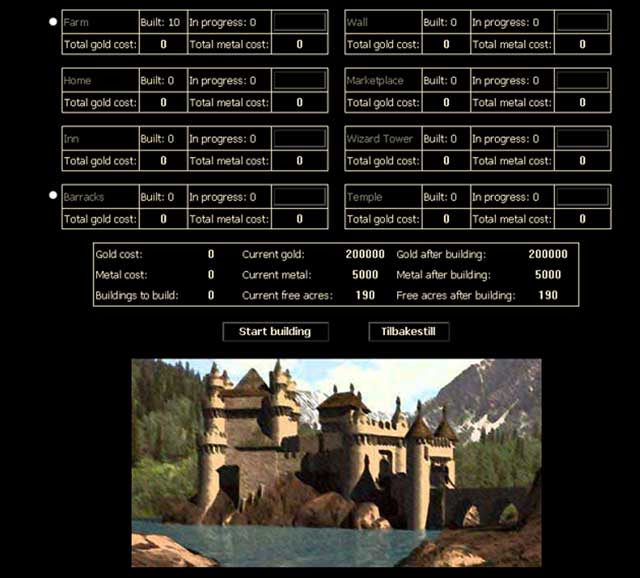 Farm Built: 10 In progress: 0 Wall Built: 0 In progress: 0
Total gold cost: 0 Total metal cost: 0 Total gold cost: 0 Total metal cost: 0
Home Built: 0 In progress: 0 Marketplace Built: 0 In progress: 0
Total gold cost: 0 Total metal cost: 0 Total gold cost: 0 Total metal cost: 0
Inn Built: 0 In progress: 0 Wizard Tower Built: 0 In progress: 0
Total gold cost: 0 Total metal cost: 0 Total gold cost: 0 Total metal cost: 0
Barracks Built: 0 In progress: 0 Temple Built: 0 In progress: 0
Total gold cost: 0 Total metal cost: 0 Total gold cost: 0 Total metal cost: 0
Gold cost: 0 Current gold: 200000 Gold after building: 200000
Metal cost: 0 Current metal: 5000 Metal after building: 5000
Buildings to build: 0 Current free acres: 190 Free acres after building: 190
Start building Tilbakestill